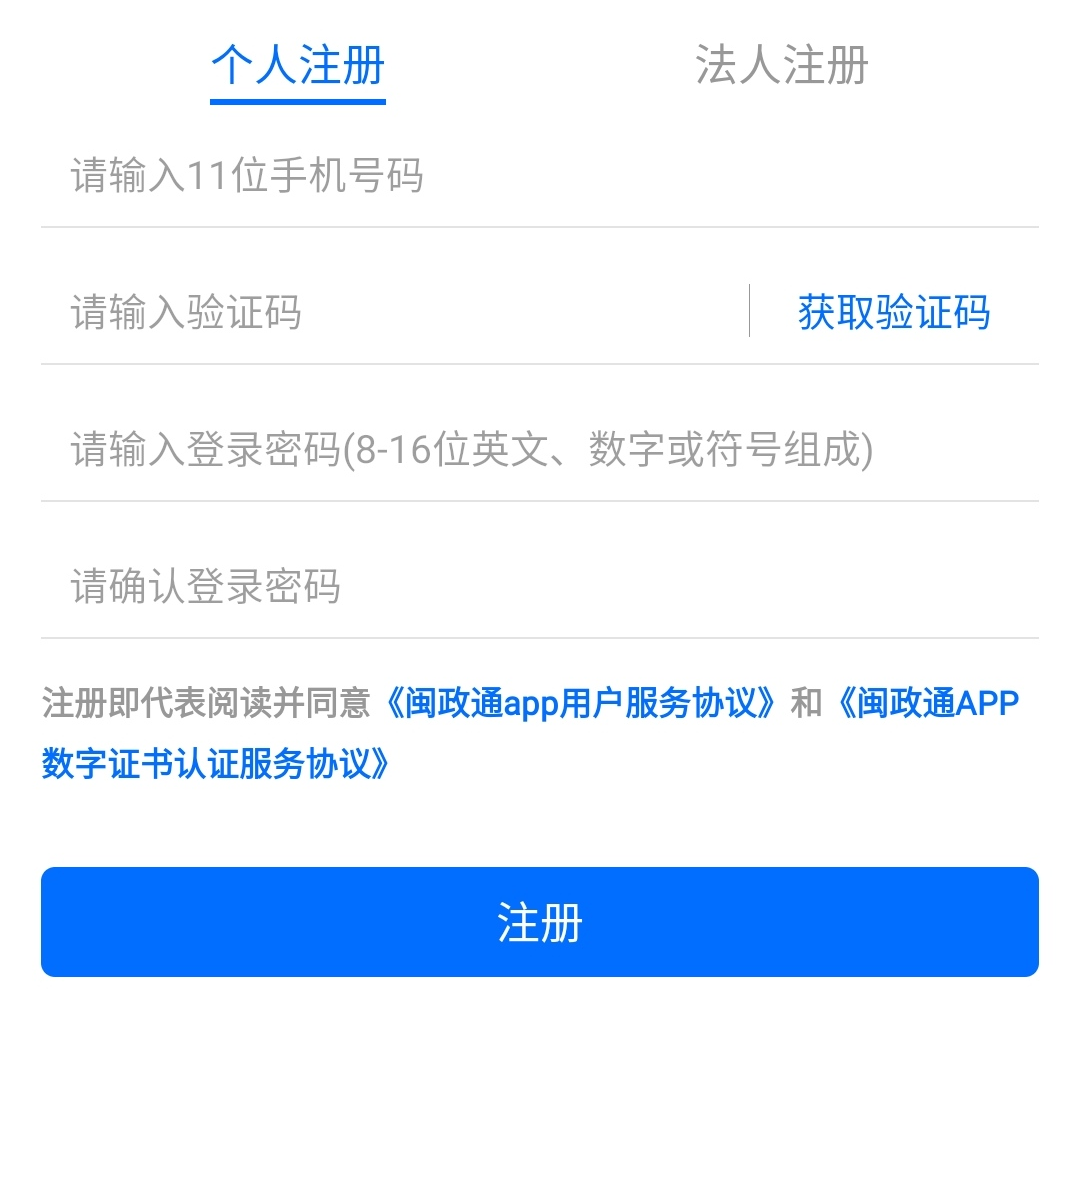 个人注册 法人注册
请输入11位手机号码
请输入验证码 获取验证码
请输入登录密码(8-16位英文、数字或符号组成)
请确认登录密码
注册即代表阅读并同意《闽政通app用户服务协议》和《闽政通APP
数字证书认证服务协议》
注册